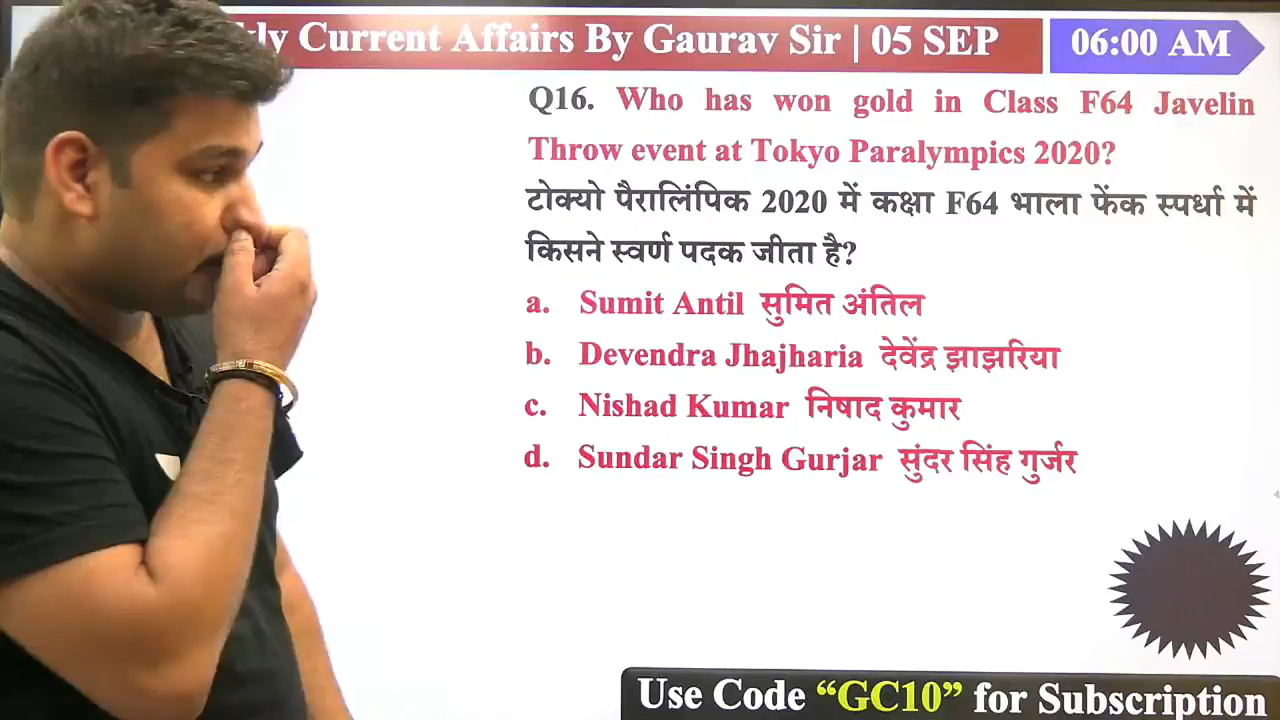 Current Affairs By Gaurav Sir | 05 SEP
06:00 AM
Q16. Who has won gold in Class F64 Javelin
Throw event at Tokyo Paralympics 2020?
टोक्यो पैरालिंपिक 2020 में कक्षा F64 भाला फेंक स्पर्धा में
किसने स्वर्ण पदक जीता है?
a. Sumit Antil सुमित अंतिल
b. Devendra Jhajharia देवेंद्र झाझरिया
c. Nishad Kumar निषाद कुमार
d. Sundar Singh Gurjar सुंदर सिंह गुर्जर
Use Code “GC10” for Subscription